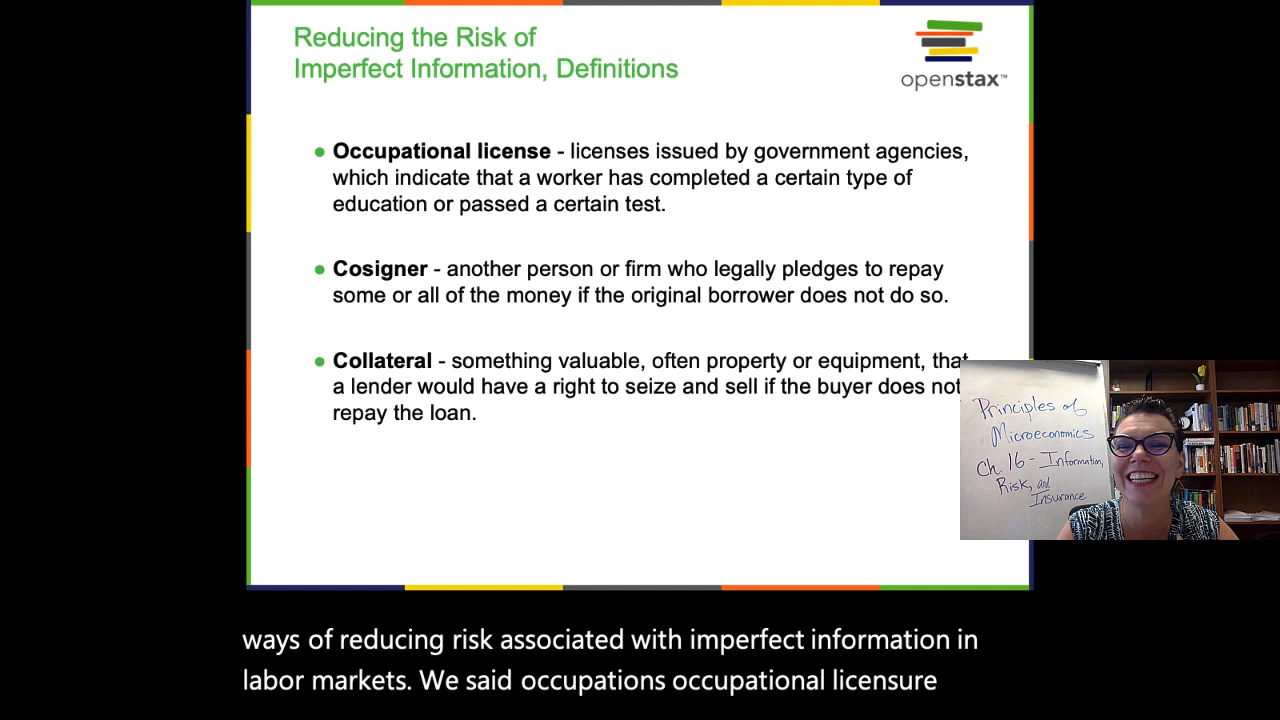 Reducing the Risk of
Imperfect Information, Definitions
openstax™
● Occupational license - licenses issued by government agencies,
which indicate that a worker has completed a certain type of
education or passed a certain test.
● Cosigner - another person or firm who legally pledges to repay
some or all of the money if the original borrower does not do so.
● Collateral - something valuable, often property or equipment, that
a lender would have a right to seize and sell if the buyer does not
repay the loan.
Principles of
Microeconomics
Ch. 16 - Information,
Risk, and
Insurance
ways of reducing risk associated with imperfect information in
labor markets. We said occupations occupational licensure